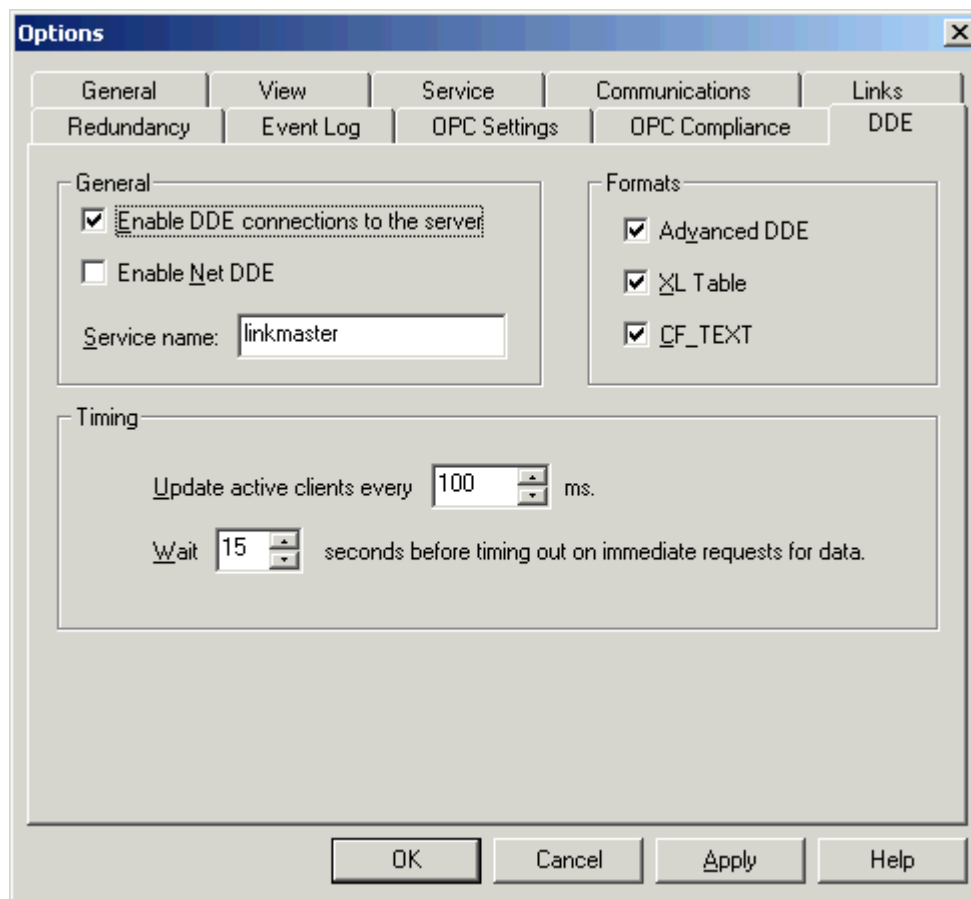 Options
General View Service Communications Links
Redundancy Event Log OPC Settings OPC Compliance DDE
General
Enable DDE connections to the server
Enable Net DDE
Service name: linkmaster
Formats
Advanced DDE
XL Table
CF_TEXT
Timing
Update active clients every 100 ms.
Wait 15 seconds before timing out on immediate requests for data.
OK Cancel Apply Help